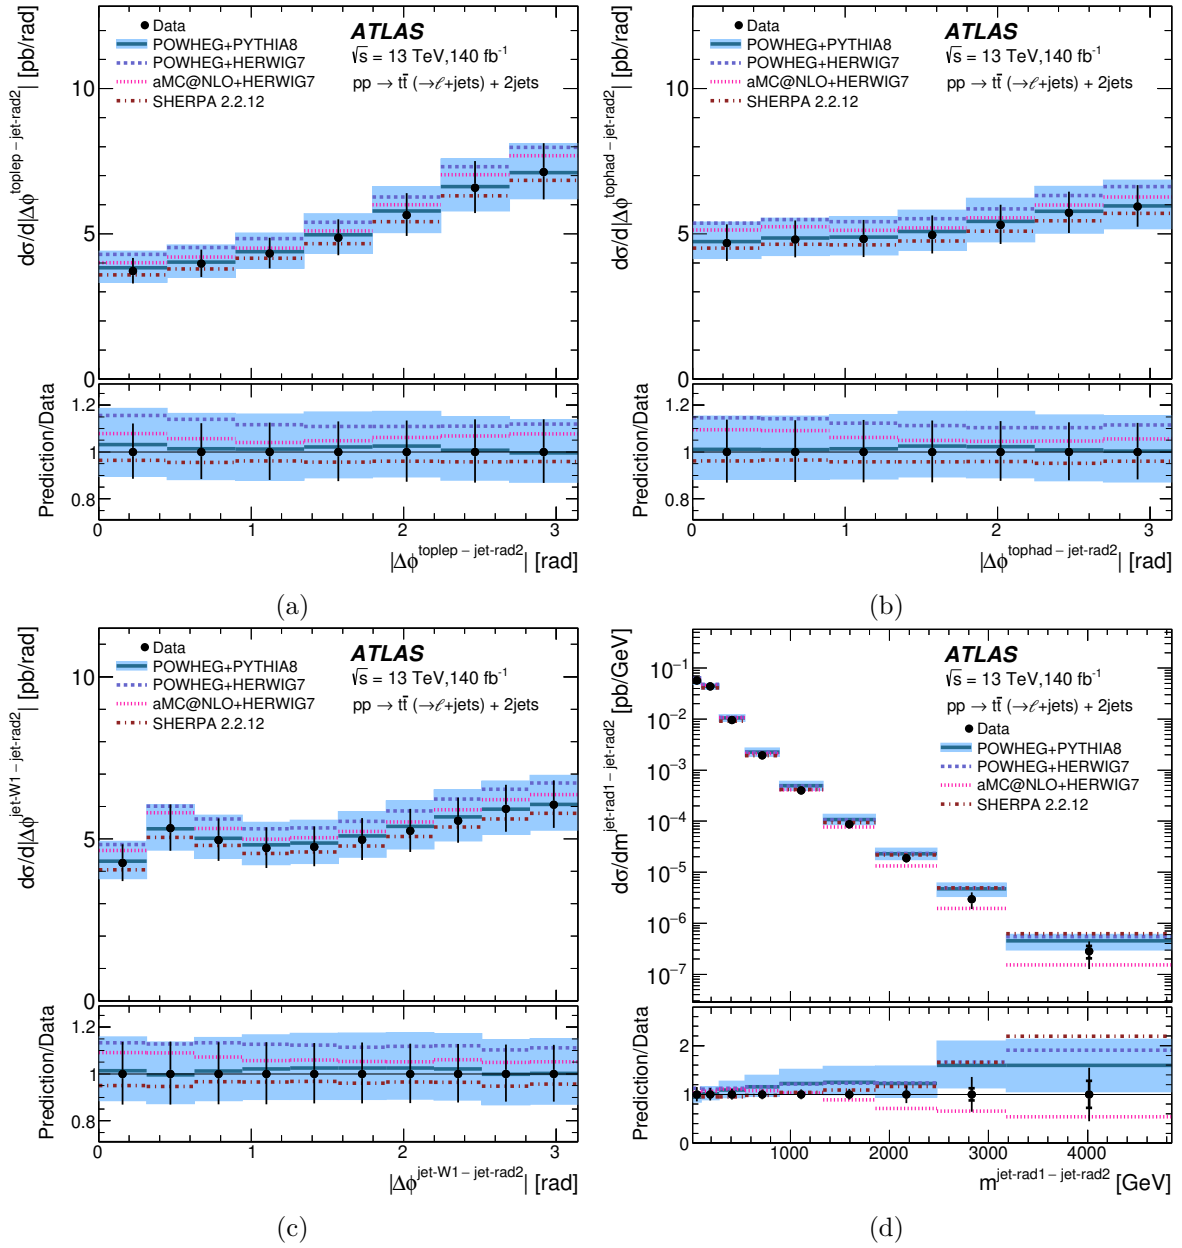 Data
POWHEG+PYTHIA8
POWHEG+HERWIG7
aMC@NLO+HERWIG7
SHERPA 2.2.12
ATLAS
√s = 13 TeV,140 fb⁻¹
pp → tt̄ (→ℓ+jets) + 2jets
dσ/d|Δϕ^toplep – jet-rad2| [pb/rad]
10
5
0
Prediction/Data
1.2
1
0.8
0 1 2 3
|Δϕ^toplep – jet-rad2| [rad]
(a)
Data
POWHEG+PYTHIA8
POWHEG+HERWIG7
aMC@NLO+HERWIG7
SHERPA 2.2.12
ATLAS
√s = 13 TeV,140 fb⁻¹
pp → tt̄ (→ℓ+jets) + 2jets
dσ/d|Δϕ^tophad – jet-rad2| [pb/rad]
10
5
0
Prediction/Data
1.2
1
0.8
0 1 2 3
|Δϕ^tophad – jet-rad2| [rad]
(b)
Data
POWHEG+PYTHIA8
POWHEG+HERWIG7
aMC@NLO+HERWIG7
SHERPA 2.2.12
ATLAS
√s = 13 TeV,140 fb⁻¹
pp → tt̄ (→ℓ+jets) + 2jets
dσ/d|Δϕ^jet-W1 – jet-rad2| [pb/rad]
10
5
0
Prediction/Data
1.2
1
0.8
0 1 2 3
|Δϕ^jet-W1 – jet-rad2| [rad]
(c)
ATLAS
√s = 13 TeV,140 fb⁻¹
pp → tt̄ (→ℓ+jets) + 2jets
Data
POWHEG+PYTHIA8
POWHEG+HERWIG7
aMC@NLO+HERWIG7
SHERPA 2.2.12
dσ/dm^jet-rad1 – jet-rad2 [pb/GeV]
10⁻¹
10⁻²
10⁻³
10⁻⁴
10⁻⁵
10⁻⁶
10⁻⁷
Prediction/Data
2
1
0
1000 2000 3000 4000
m^jet-rad1 – jet-rad2 [GeV]
(d)